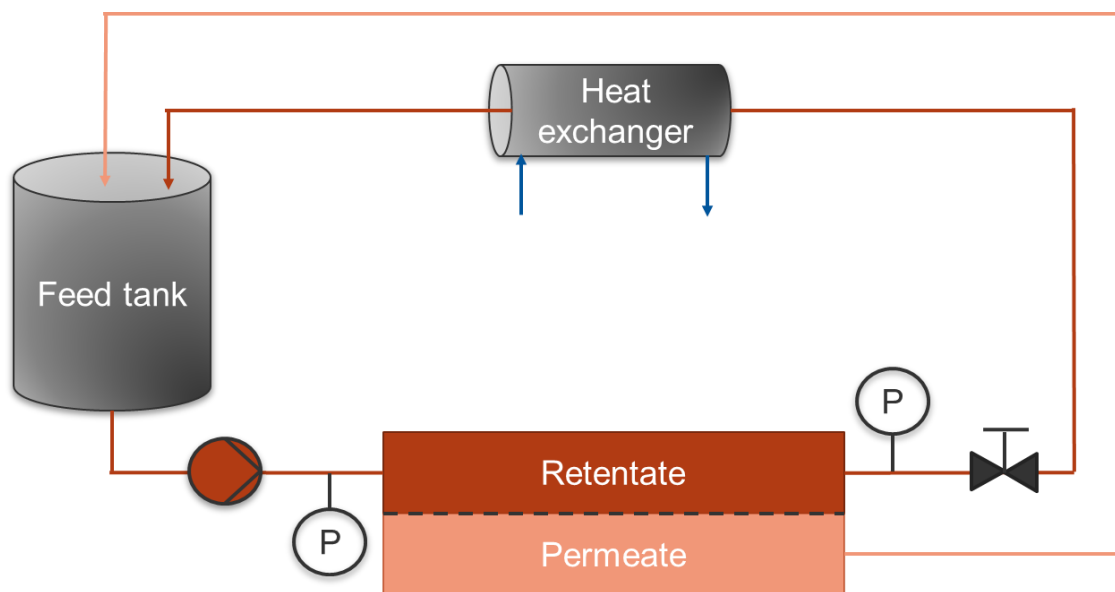 Heat
exchanger
Feed tank
P
Retentate
P
Permeate